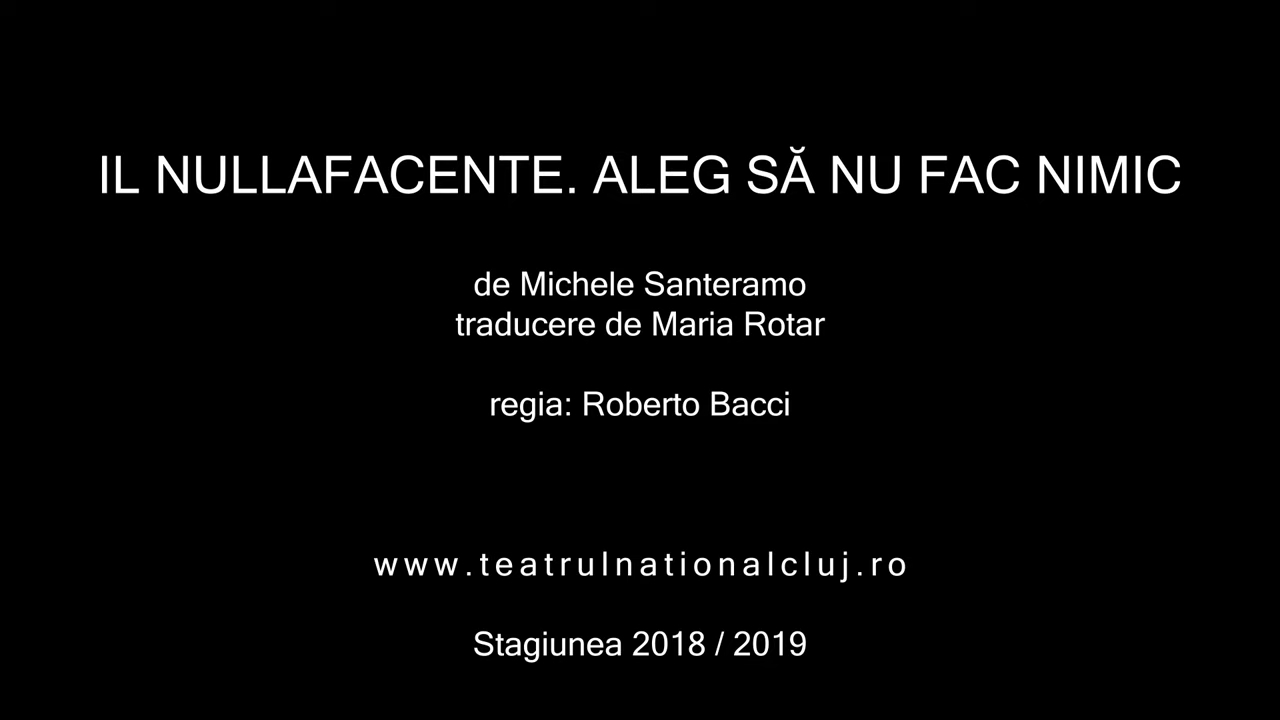 IL NULLAFACENTE. ALEG SĂ NU FAC NIMIC
de Michele Santeramo
traducere de Maria Rotar
regia: Roberto Bacci
www.teatrulnationalcluj.ro
Stagiunea 2018 / 2019